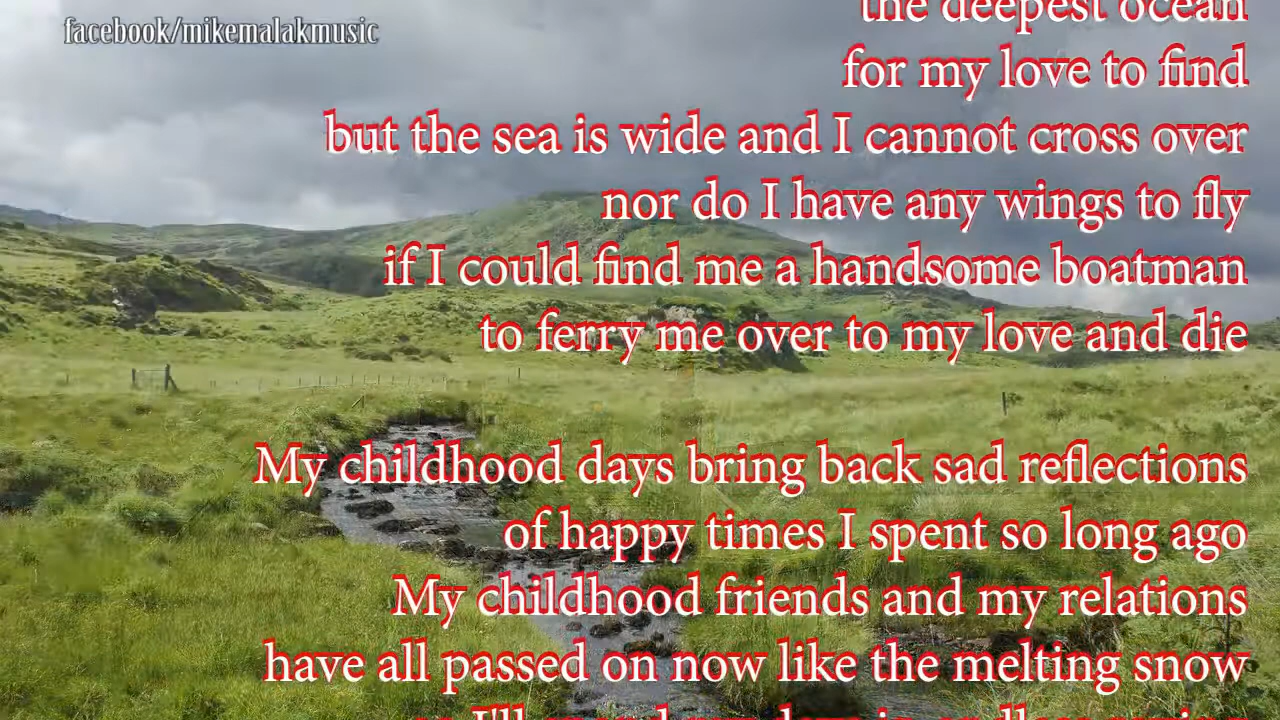 facebook/mikemalakmusic
the deepest ocean
for my love to find
but the sea is wide and I cannot cross over
nor do I have any wings to fly
if I could find me a handsome boatman
to ferry me over to my love and die
My childhood days bring back sad reflections
of happy times I spent so long ago
My childhood friends and my relations
have all passed on now like the melting snow